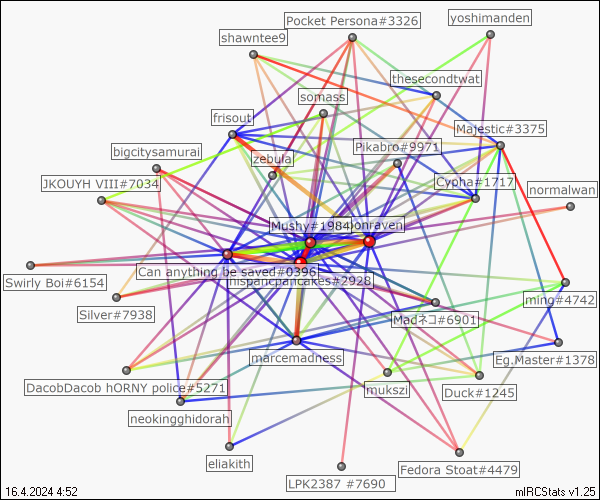 yoshimanden
Pocket Persona#3326
shawntee9
thesecondtwat
somass
frisout
Majestic#3375
Pikabro#9971
bigcitysamurai
zebula
JKOUYH VIII#7034
Cypha#1717
normalwan
Mushy#1984
onraven
Can anything be saved#0396
hispancpancakes#2928
Swirly Boi#6154
ming#4742
Silver#7938
Madネコ#6901
marcemadness
Eg.Master#1378
DacobDacob hORNY police#5271
mukszi
Duck#1245
neokingghidorah
eliakith
Fedora Stoat#4479
LPK2387 #7690
16.4.2024 4:52
mIRCStats v1.25